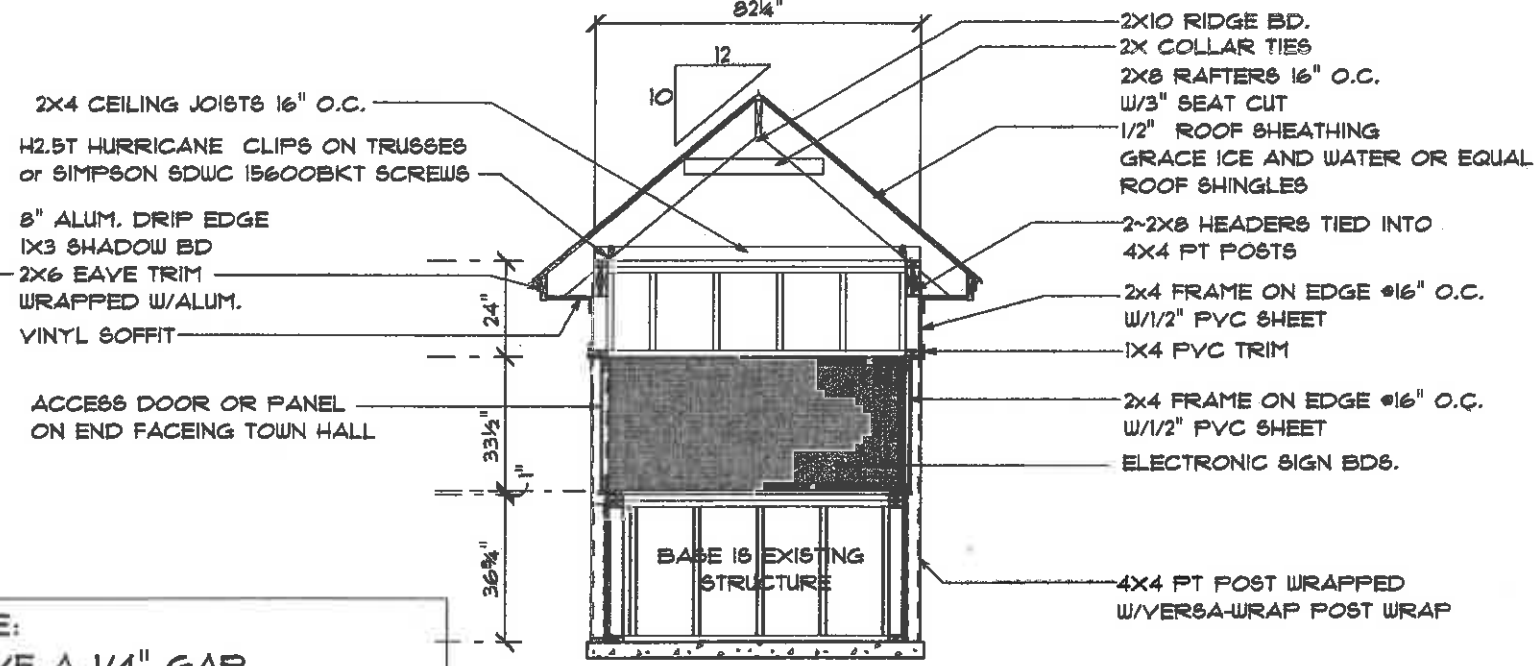 82¼"
12
10
2X4 CEILING JOISTS 16" O.C.
H2.5T HURRICANE CLIPS ON TRUSSES
or SIMPSON SDWC 15600BKT SCREWS
8" ALUM. DRIP EDGE
1X3 SHADOW BD
2X6 EAVE TRIM
WRAPPED W/ALUM.
VINYL SOFFIT
ACCESS DOOR OR PANEL
ON END FACEING TOWN HALL
24"
33½"
1"
36¾"
BASE IS EXISTING
STRUCTURE
2X10 RIDGE BD.
2X COLLAR TIES
2X8 RAFTERS 16" O.C.
W/3" SEAT CUT
1/2" ROOF SHEATHING
GRACE ICE AND WATER OR EQUAL
ROOF SHINGLES
2~2X8 HEADERS TIED INTO
4X4 PT POSTS
2x4 FRAME ON EDGE @16" O.C.
W/1/2" PVC SHEET
1X4 PVC TRIM
2x4 FRAME ON EDGE @16" O.C.
W/1/2" PVC SHEET
ELECTRONIC SIGN BDS.
4X4 PT POST WRAPPED
W/VERSA-WRAP POST WRAP
A 1/4" GAP